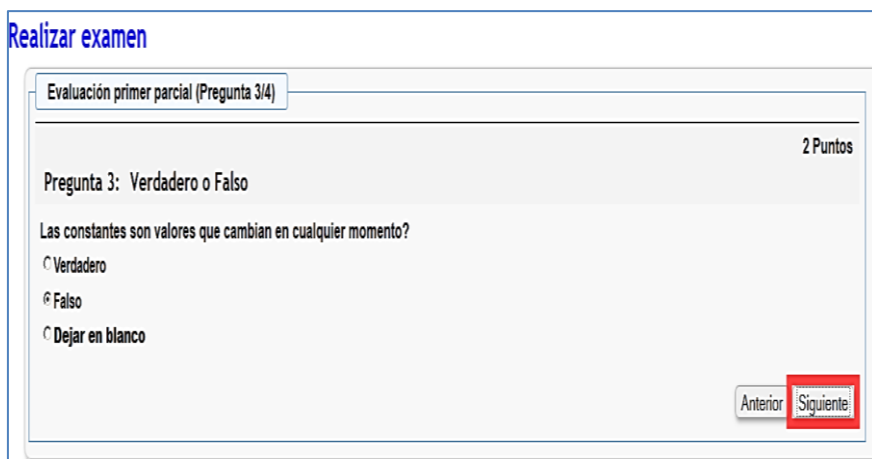 Realizar examen
Evaluación primer parcial (Pregunta 3/4)
2 Puntos
Pregunta 3: Verdadero o Falso
Las constantes son valores que cambian en cualquier momento?
Verdadero
Falso
Dejar en blanco
Anterior Siguiente